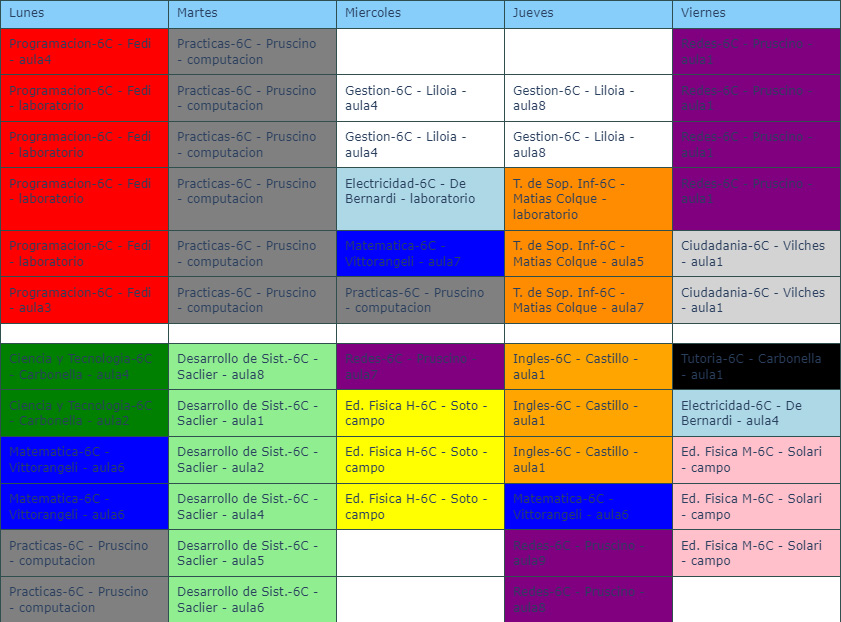 Lunes
Martes
Miercoles
Jueves
Viernes
Programacion-6C - Fedi
- aula4
Practicas-6C - Pruscino
- computacion
Redes-6C - Pruscino -
Programacion-6C - Fedi
- laboratorio
Practicas-6C - Pruscino
- computacion
Gestion-6C - Liloia -
aula4
Gestion-6C - Liloia -
aula8
Redes-6C - Pruscino -
Programacion-6C - Fedi
- laboratorio
Practicas-6C - Pruscino
- computacion
Gestion-6C - Liloia -
aula4
Gestion-6C - Liloia -
aula8
Redes-6C - Pruscino -
Programacion-6C - Fedi
- laboratorio
Practicas-6C - Pruscino
- computacion
Electricidad-6C - De
Bernardi - laboratorio
T. de Sop. Inf-6C -
Matias Colque -
laboratorio
Redes-6C - Pruscino -
Programacion-6C - Fedi
- laboratorio
Practicas-6C - Pruscino
- computacion
Matematica-6C -
Vittorangeli - aula7
T. de Sop. Inf-6C -
Matias Colque - aula5
Ciudadania-6C - Vilches
- aula1
Programacion-6C - Fedi
- aula3
Practicas-6C - Pruscino
- computacion
Practicas-6C - Pruscino
- computacion
T. de Sop. Inf-6C -
Matias Colque - aula7
Ciudadania-6C - Vilches
- aula1
Ciencia y Tecnologia-6C
- Carbonella - aula4
Desarrollo de Sist.-6C -
Saclier - aula8
Redes-6C - Pruscino -
aula7
Ingles-6C - Castillo -
aula1
Tutoria-6C - Carbonella
- aula1
Ciencia y Tecnologia-6C
- Carbonella - aula2
Desarrollo de Sist.-6C -
Saclier - aula1
Ed. Fisica H-6C - Soto -
campo
Ingles-6C - Castillo -
aula1
Electricidad-6C - De
Bernardi - aula4
Matematica-6C -
Vittorangeli - aula6
Desarrollo de Sist.-6C -
Saclier - aula2
Ed. Fisica H-6C - Soto -
campo
Ingles-6C - Castillo -
aula1
Ed. Fisica M-6C - Solari
- campo
Matematica-6C -
Vittorangeli - aula5
Desarrollo de Sist.-6C -
Saclier - aula4
Ed. Fisica H-6C - Soto -
campo
Matematica-6C -
Vittorangeli - aula6
Ed. Fisica M-6C - Solari
- campo
Practicas-6C - Pruscino
- computacion
Desarrollo de Sist.-6C -
Saclier - aula5
Redes-6C - Pruscino -
Ed. Fisica M-6C - Solari
- campo
Practicas-6C - Pruscino
- computacion
Desarrollo de Sist.-6C -
Saclier - aula6
Redes-6C - Pruscino -